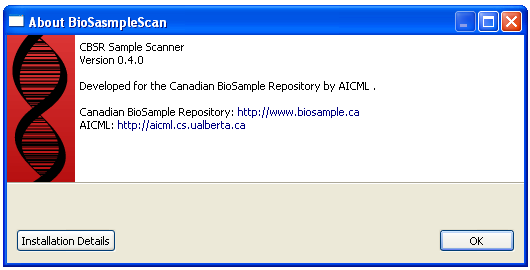 About BioSasmpleScan
CBSR Sample Scanner
Version 0.4.0
Developed for the Canadian BioSample Repository by AICML .
Canadian BioSample Repository: http://www.biosample.ca
AICML: http://aicml.cs.ualberta.ca
Installation Details
OK